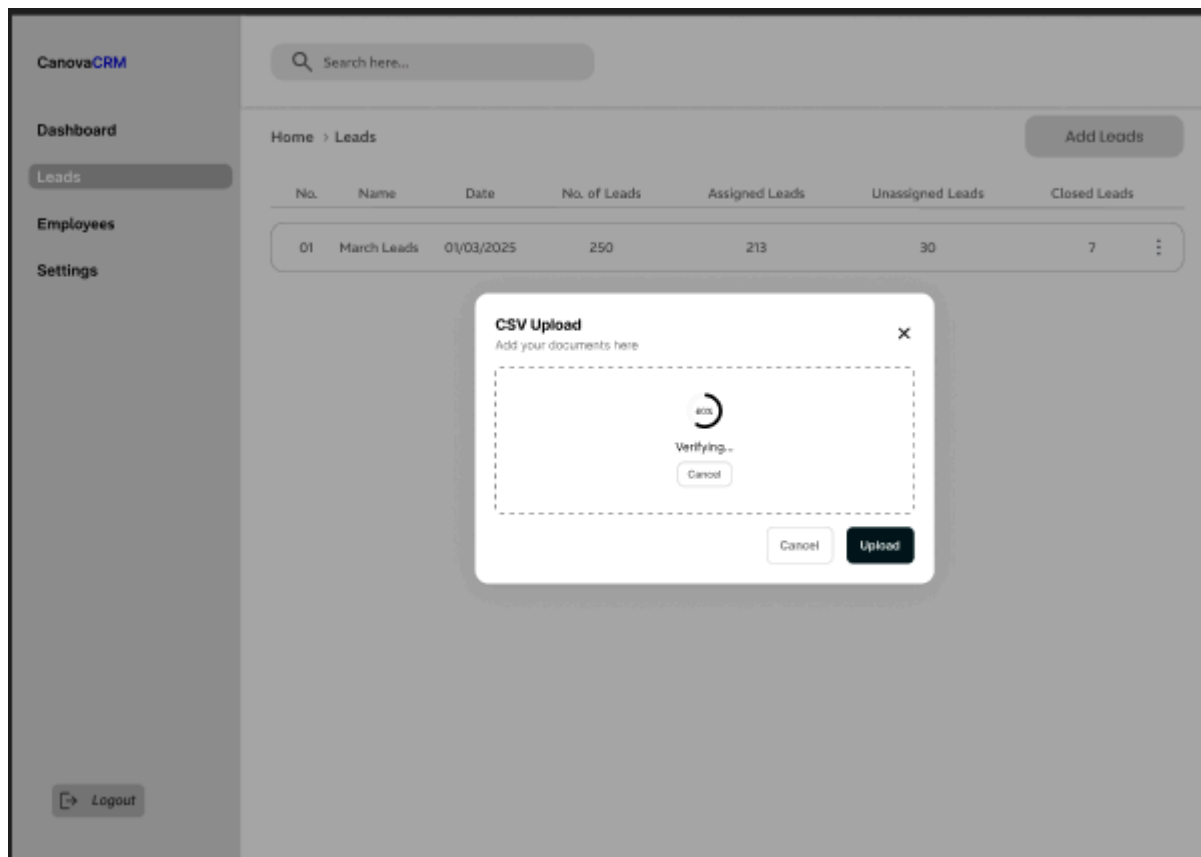 CanovaCRM
Search here...
Dashboard
Leads
Employees
Settings
Logout
Home > Leads
Add Leads
No. Name Date No. of Leads Assigned Leads Unassigned Leads Closed Leads
01 March Leads 01/03/2025 250 213 30 7
CSV Upload
Add your documents here
60%
Verifying...
Cancel
Cancel Upload